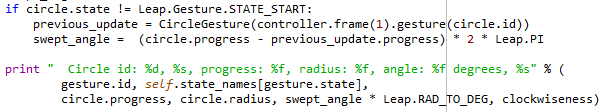 if circle.state != Leap.Gesture.STATE_START:
previous_update = CircleGesture(controller.frame(1).gesture(circle.id))
swept_angle =  (circle.progress - previous_update.progress) * 2 * Leap.PI
print "  Circle id: %d, %s, progress: %f, radius: %f, angle: %f degrees, %s" % (
gesture.id, self.state_names[gesture.state],
circle.progress, circle.radius, swept_angle * Leap.RAD_TO_DEG, clockwiseness)